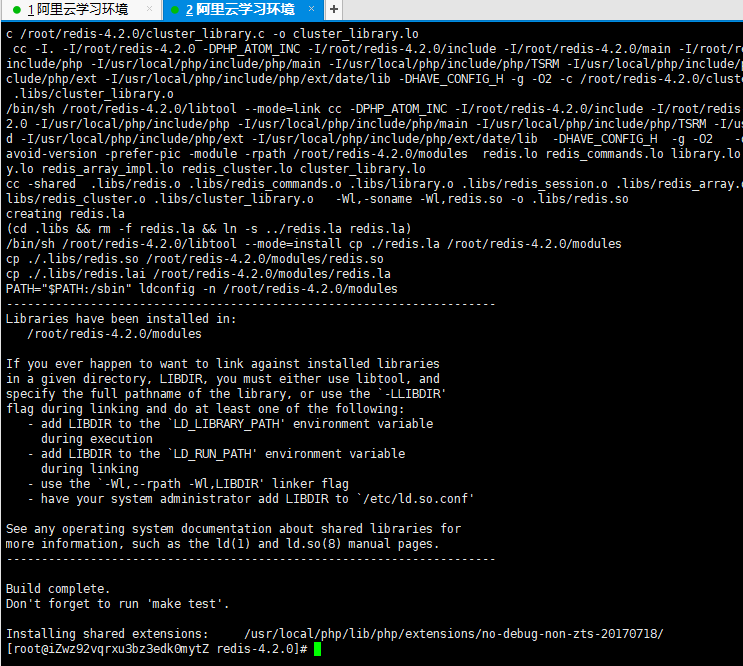 1 阿里云学习环境 × 2 阿里云学习环境 × +
c /root/redis-4.2.0/cluster_library.c -o cluster_library.lo
 cc -I. -I/root/redis-4.2.0 -DPHP_ATOM_INC -I/root/redis-4.2.0/include -I/root/redis-4.2.0/main -I/root/r
include/php -I/usr/local/php/include/php/main -I/usr/local/php/include/php/TSRM -I/usr/local/php/include/
clude/php/ext -I/usr/local/php/include/php/ext/date/lib -DHAVE_CONFIG_H -g -O2 -c /root/redis-4.2.0/clust
 .libs/cluster_library.o
/bin/sh /root/redis-4.2.0/libtool --mode=link cc -DPHP_ATOM_INC -I/root/redis-4.2.0/include -I/root/redis
2.0 -I/usr/local/php/include/php -I/usr/local/php/include/php/main -I/usr/local/php/include/php/TSRM -I/u
d -I/usr/local/php/include/php/ext -I/usr/local/php/include/php/ext/date/lib  -DHAVE_CONFIG_H  -g -O2   -
avoid-version -prefer-pic -module -rpath /root/redis-4.2.0/modules  redis.lo redis_commands.lo library.lo
y.lo redis_array_impl.lo redis_cluster.lo cluster_library.lo
cc -shared  .libs/redis.o .libs/redis_commands.o .libs/library.o .libs/redis_session.o .libs/redis_array.
libs/redis_cluster.o .libs/cluster_library.o   -Wl,-soname -Wl,redis.so -o .libs/redis.so
creating redis.la
(cd .libs && rm -f redis.la && ln -s ../redis.la redis.la)
/bin/sh /root/redis-4.2.0/libtool --mode=install cp ./redis.la /root/redis-4.2.0/modules
cp ./.libs/redis.so /root/redis-4.2.0/modules/redis.so
cp ./.libs/redis.lai /root/redis-4.2.0/modules/redis.la
PATH="$PATH:/sbin" ldconfig -n /root/redis-4.2.0/modules
----------------------------------------------------------------------
Libraries have been installed in:
   /root/redis-4.2.0/modules

If you ever happen to want to link against installed libraries
in a given directory, LIBDIR, you must either use libtool, and
specify the full pathname of the library, or use the `-LLIBDIR'
flag during linking and do at least one of the following:
   - add LIBDIR to the `LD_LIBRARY_PATH' environment variable
     during execution
   - add LIBDIR to the `LD_RUN_PATH' environment variable
     during linking
   - use the `-Wl,--rpath -Wl,LIBDIR' linker flag
   - have your system administrator add LIBDIR to `/etc/ld.so.conf'

See any operating system documentation about shared libraries for
more information, such as the ld(1) and ld.so(8) manual pages.
----------------------------------------------------------------------

Build complete.
Don't forget to run 'make test'.

Installing shared extensions:     /usr/local/php/lib/php/extensions/no-debug-non-zts-20170718/
[root@iZwz92vqrxu3bz3edk0mytZ redis-4.2.0]#